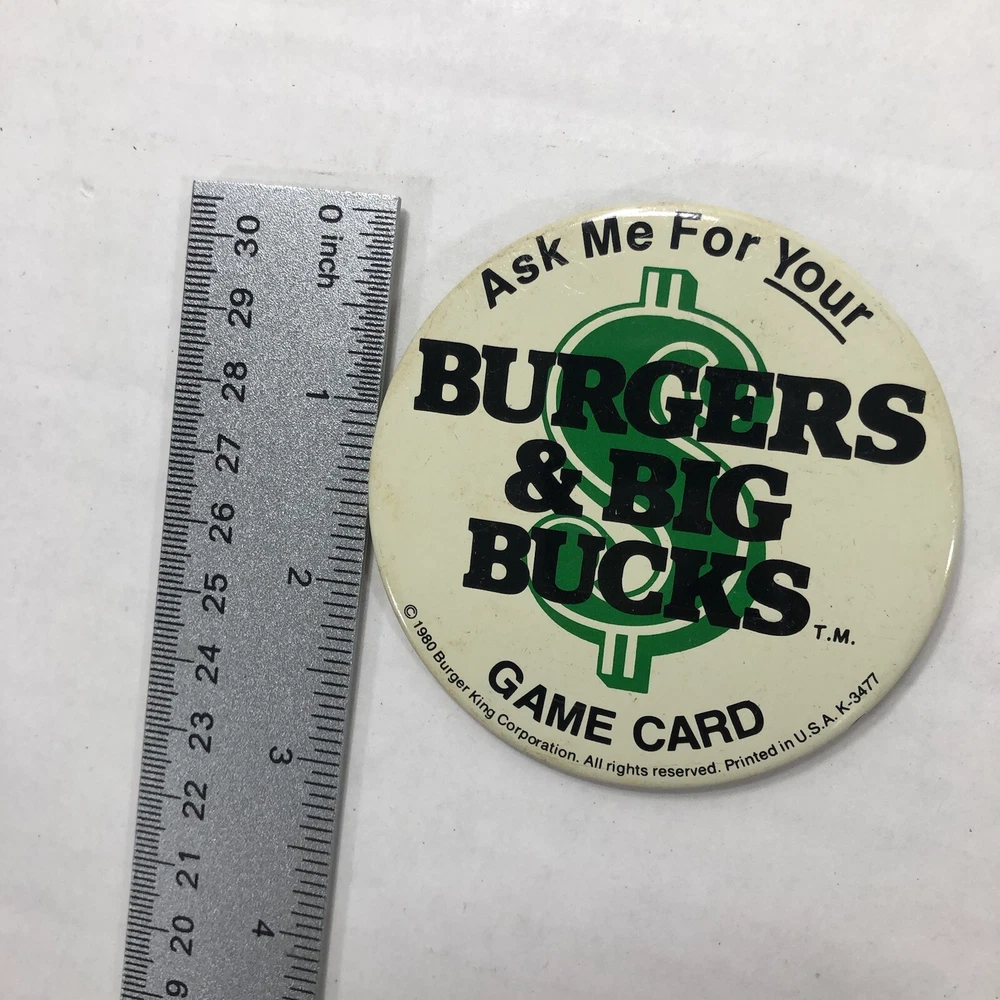 Ask Me For Your
BURGERS
& BIG
BUCKS T.M.
GAME CARD
© 1980 Burger King Corporation. All rights reserved. Printed in U.S.A. K-3477
0 inch
1
2
3
4
30
29
28
27
26
25
24
23
22
21
20
9